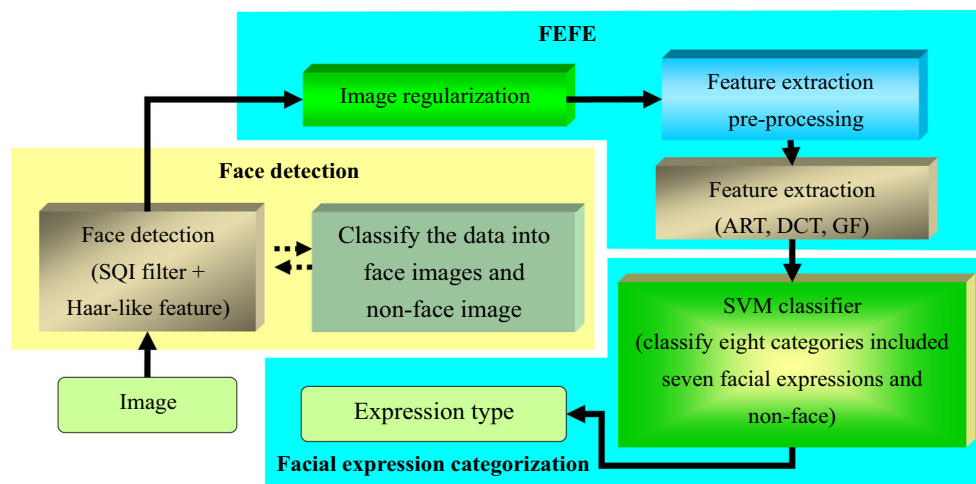 FEFE
Image regularization
Feature extraction
pre-processing
Face detection
Feature extraction
(ART, DCT, GF)
Face detection
(SQI filter +
Haar-like feature)
Classify the data into
face images and
non-face image
SVM classifier
(classify eight categories included
seven facial expressions and
non-face)
Image
Expression type
Facial expression categorization